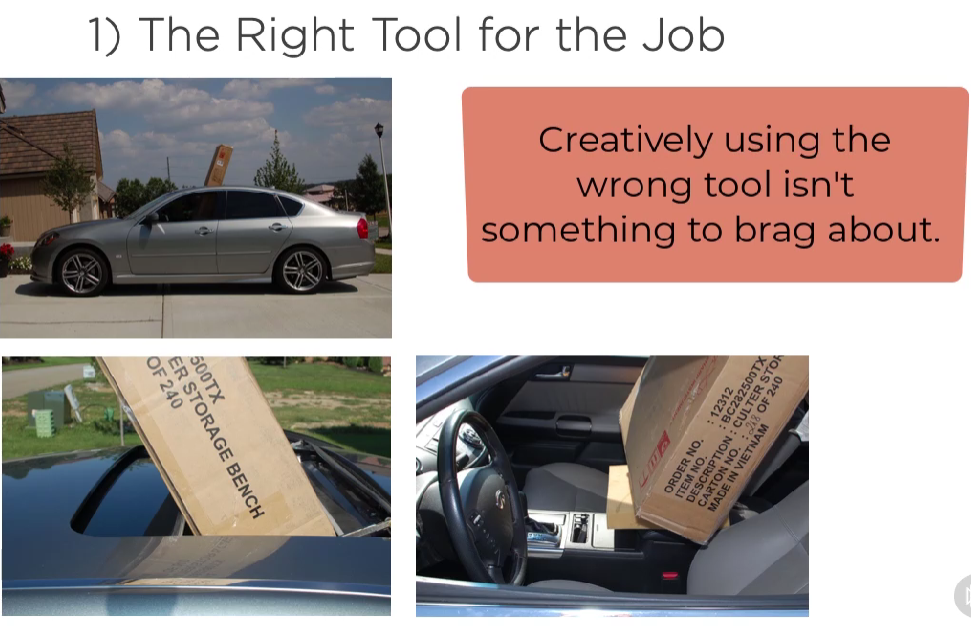 1) The Right Tool for the Job
Creatively using the
wrong tool isn't
something to brag about.
500TX
ER STORAGE BENCH
OF 240
ORDER NO. : 12312
ITEM NO. : BC282500TX
DESCRIPTION : CULTER STOR
CARTON NO. : 218 OF 240
MADE IN VIETNAM